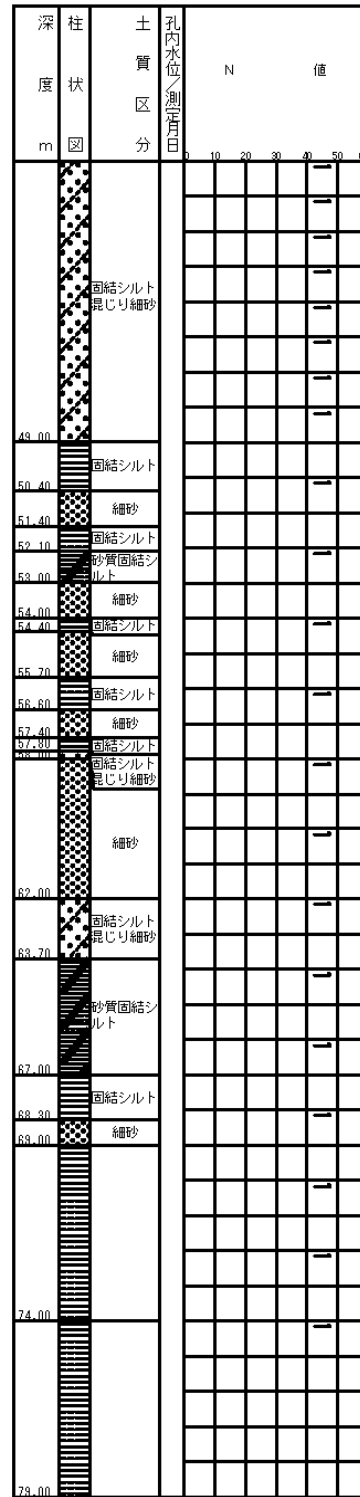 深度m
柱状図
土質区分
孔内水位／測定月日
N 値
0 10 20 30 40 50
固結シルト
混じり細砂
49.00
固結シルト
50.40
細砂
51.40
固結シルト
52.10
砂質固結シ
ルト
53.00
細砂
54.00
固結シルト
54.40
細砂
55.70
固結シルト
56.60
細砂
57.40
固結シルト
57.80
58.00
固結シルト
混じり細砂
細砂
62.00
固結シルト
混じり細砂
63.70
砂質固結シ
ルト
67.00
固結シルト
68.30
細砂
69.00
74.00
79.00